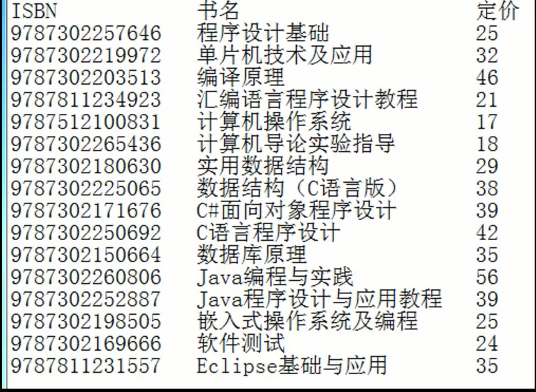 ISBN 书名 定价
9787302257646 程序设计基础 25
9787302219972 单片机技术及应用 32
9787302203513 编译原理 46
9787811234923 汇编语言程序设计教程 21
9787512100831 计算机操作系统 17
9787302265436 计算机导论实验指导 18
9787302180630 实用数据结构 29
9787302225065 数据结构（C语言版） 38
9787302171676 C#面向对象程序设计 39
9787302250692 C语言程序设计 42
9787302150664 数据库原理 35
9787302260806 Java编程与实践 56
9787302252887 Java程序设计与应用教程 39
9787302198505 嵌入式操作系统及编程 25
9787302169666 软件测试 24
9787811231557 Eclipse基础与应用 35